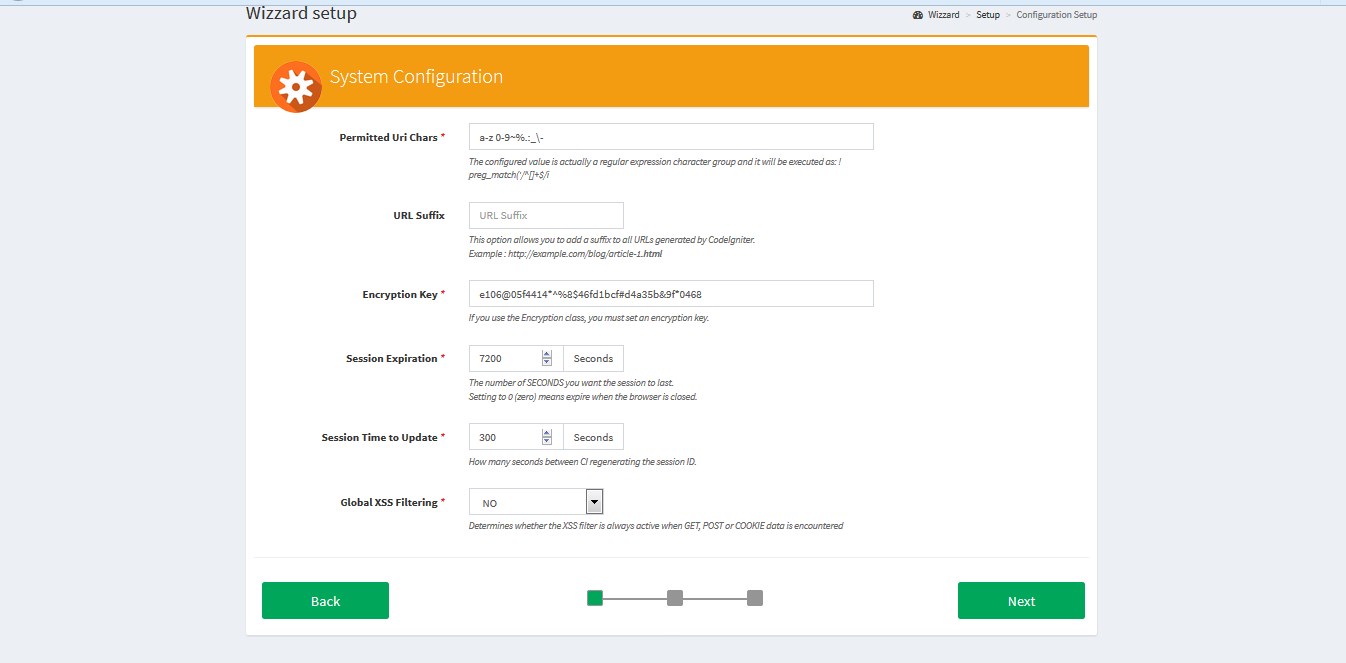 Wizzard setup
Wizzard > Setup > Configuration Setup
System Configuration
Permitted Uri Chars *
a-z 0-9~%.:_\-
The configured value is actually a regular expression character group and it will be executed as: !
preg_match('/^[]+$/i
URL Suffix
URL Suffix
This option allows you to add a suffix to all URLs generated by CodeIgniter.
Example : http://example.com/blog/article-1.html
Encryption Key *
e106@05f4414*^%8$46fd1bcf#d4a35b&9f*0468
If you use the Encryption class, you must set an encryption key.
Session Expiration *
7200 Seconds
The number of SECONDS you want the session to last.
Setting to 0 (zero) means expire when the browser is closed.
Session Time to Update *
300 Seconds
How many seconds between CI regenerating the session ID.
Global XSS Filtering *
NO
Determines whether the XSS filter is always active when GET, POST or COOKIE data is encountered
Back
Next